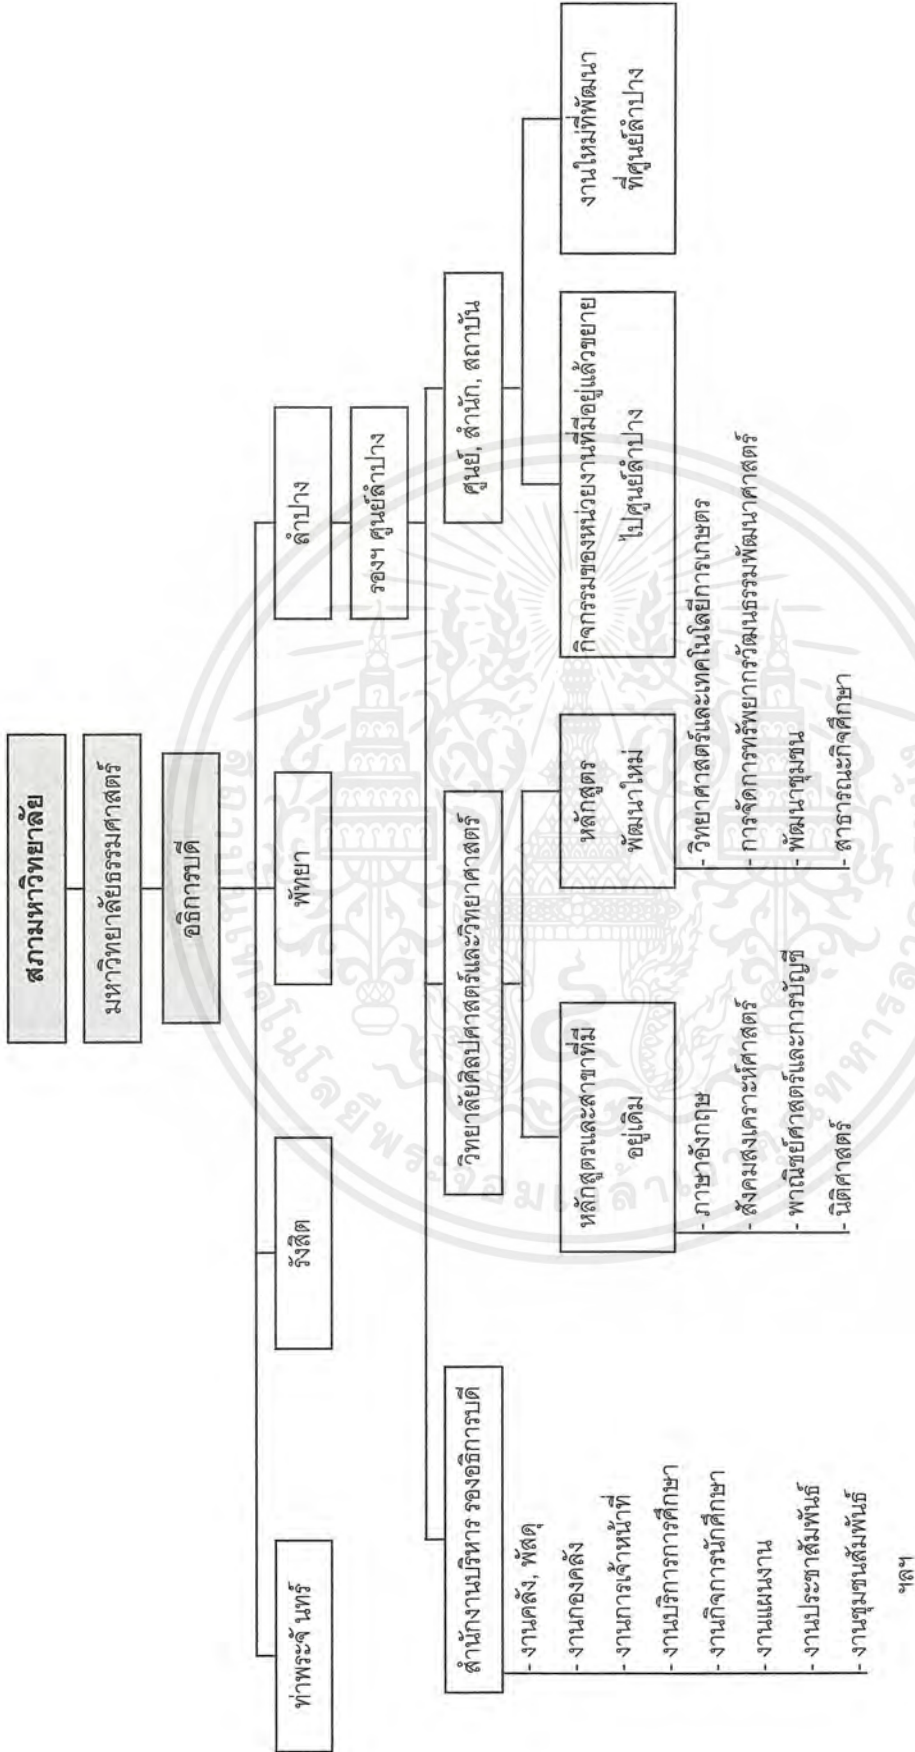 สภามหาวิทยาลัย
มหาวิทยาลัยธรรมศาสตร์
อธิการบดี
ท่าพระจันทร์
รังสิต
พัทยา
ลำปาง
รองฯ ศูนย์ลำปาง
สำนักงานบริหาร รองอธิการบดี
- งานคลัง, พัสดุ
- งานกองคลัง
- งานการเจ้าหน้าที่
- งานบริการการศึกษา
- งานกิจการนักศึกษา
- งานแผนงาน
- งานประชาสัมพันธ์
- งานชุมชนสัมพันธ์
ฯลฯ
วิทยาลัยศิลปศาสตร์และวิทยาศาสตร์
หลักสูตรและสาขาที่มี
อยู่เดิม
- ภาษาอังกฤษ
- สังคมสงเคราะห์ศาสตร์
- พาณิชย์ศาสตร์และการบัญชี
- นิติศาสตร์
หลักสูตร
พัฒนาใหม่
- วิทยาศาสตร์และเทคโนโลยีการเกษตร
- การจัดการทรัพยากรวัฒนธรรมพัฒนาศาสตร์
- พัฒนาชุมชน
- สาธารณะกิจศึกษา
ศูนย์, สำนัก, สถาบัน
กิจกรรมของหน่วยงานที่มีอยู่แล้วขยาย
ไปศูนย์ลำปาง
งานใหม่ที่พัฒนา
ที่ศูนย์ลำปาง